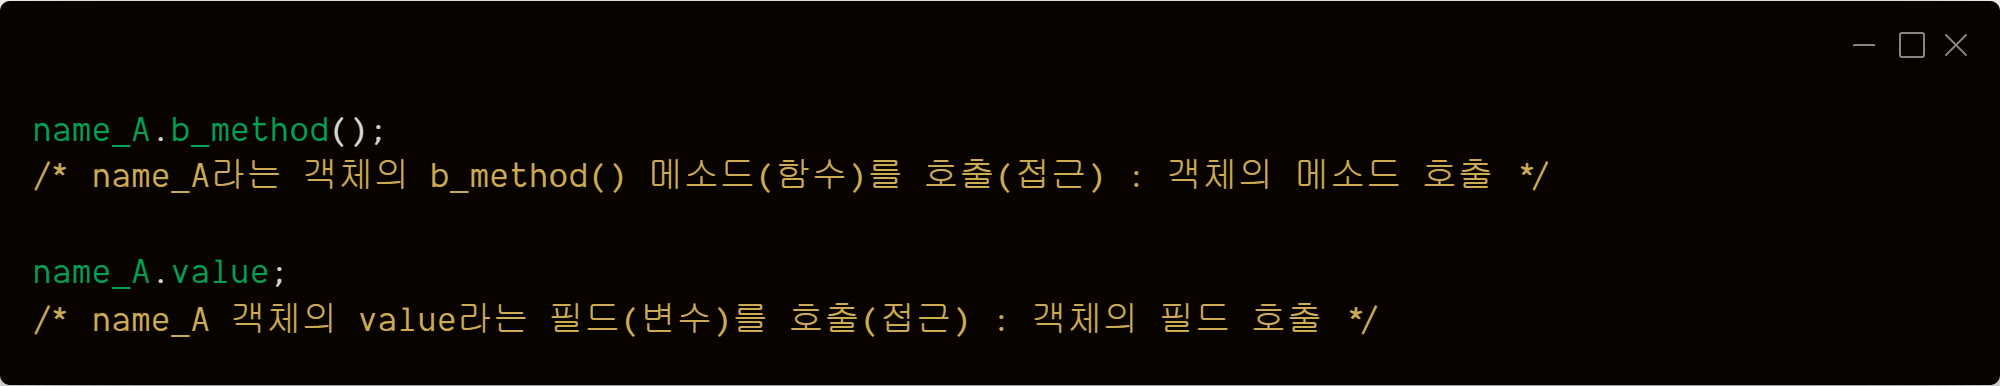 name_A.b_method();
/* name_A라는 객체의 b_method() 메소드(함수)를 호출(접근) : 객체의 메소드 호출 */
name_A.value;
/* name_A 객체의 value라는 필드(변수)를 호출(접근) : 객체의 필드 호출 */